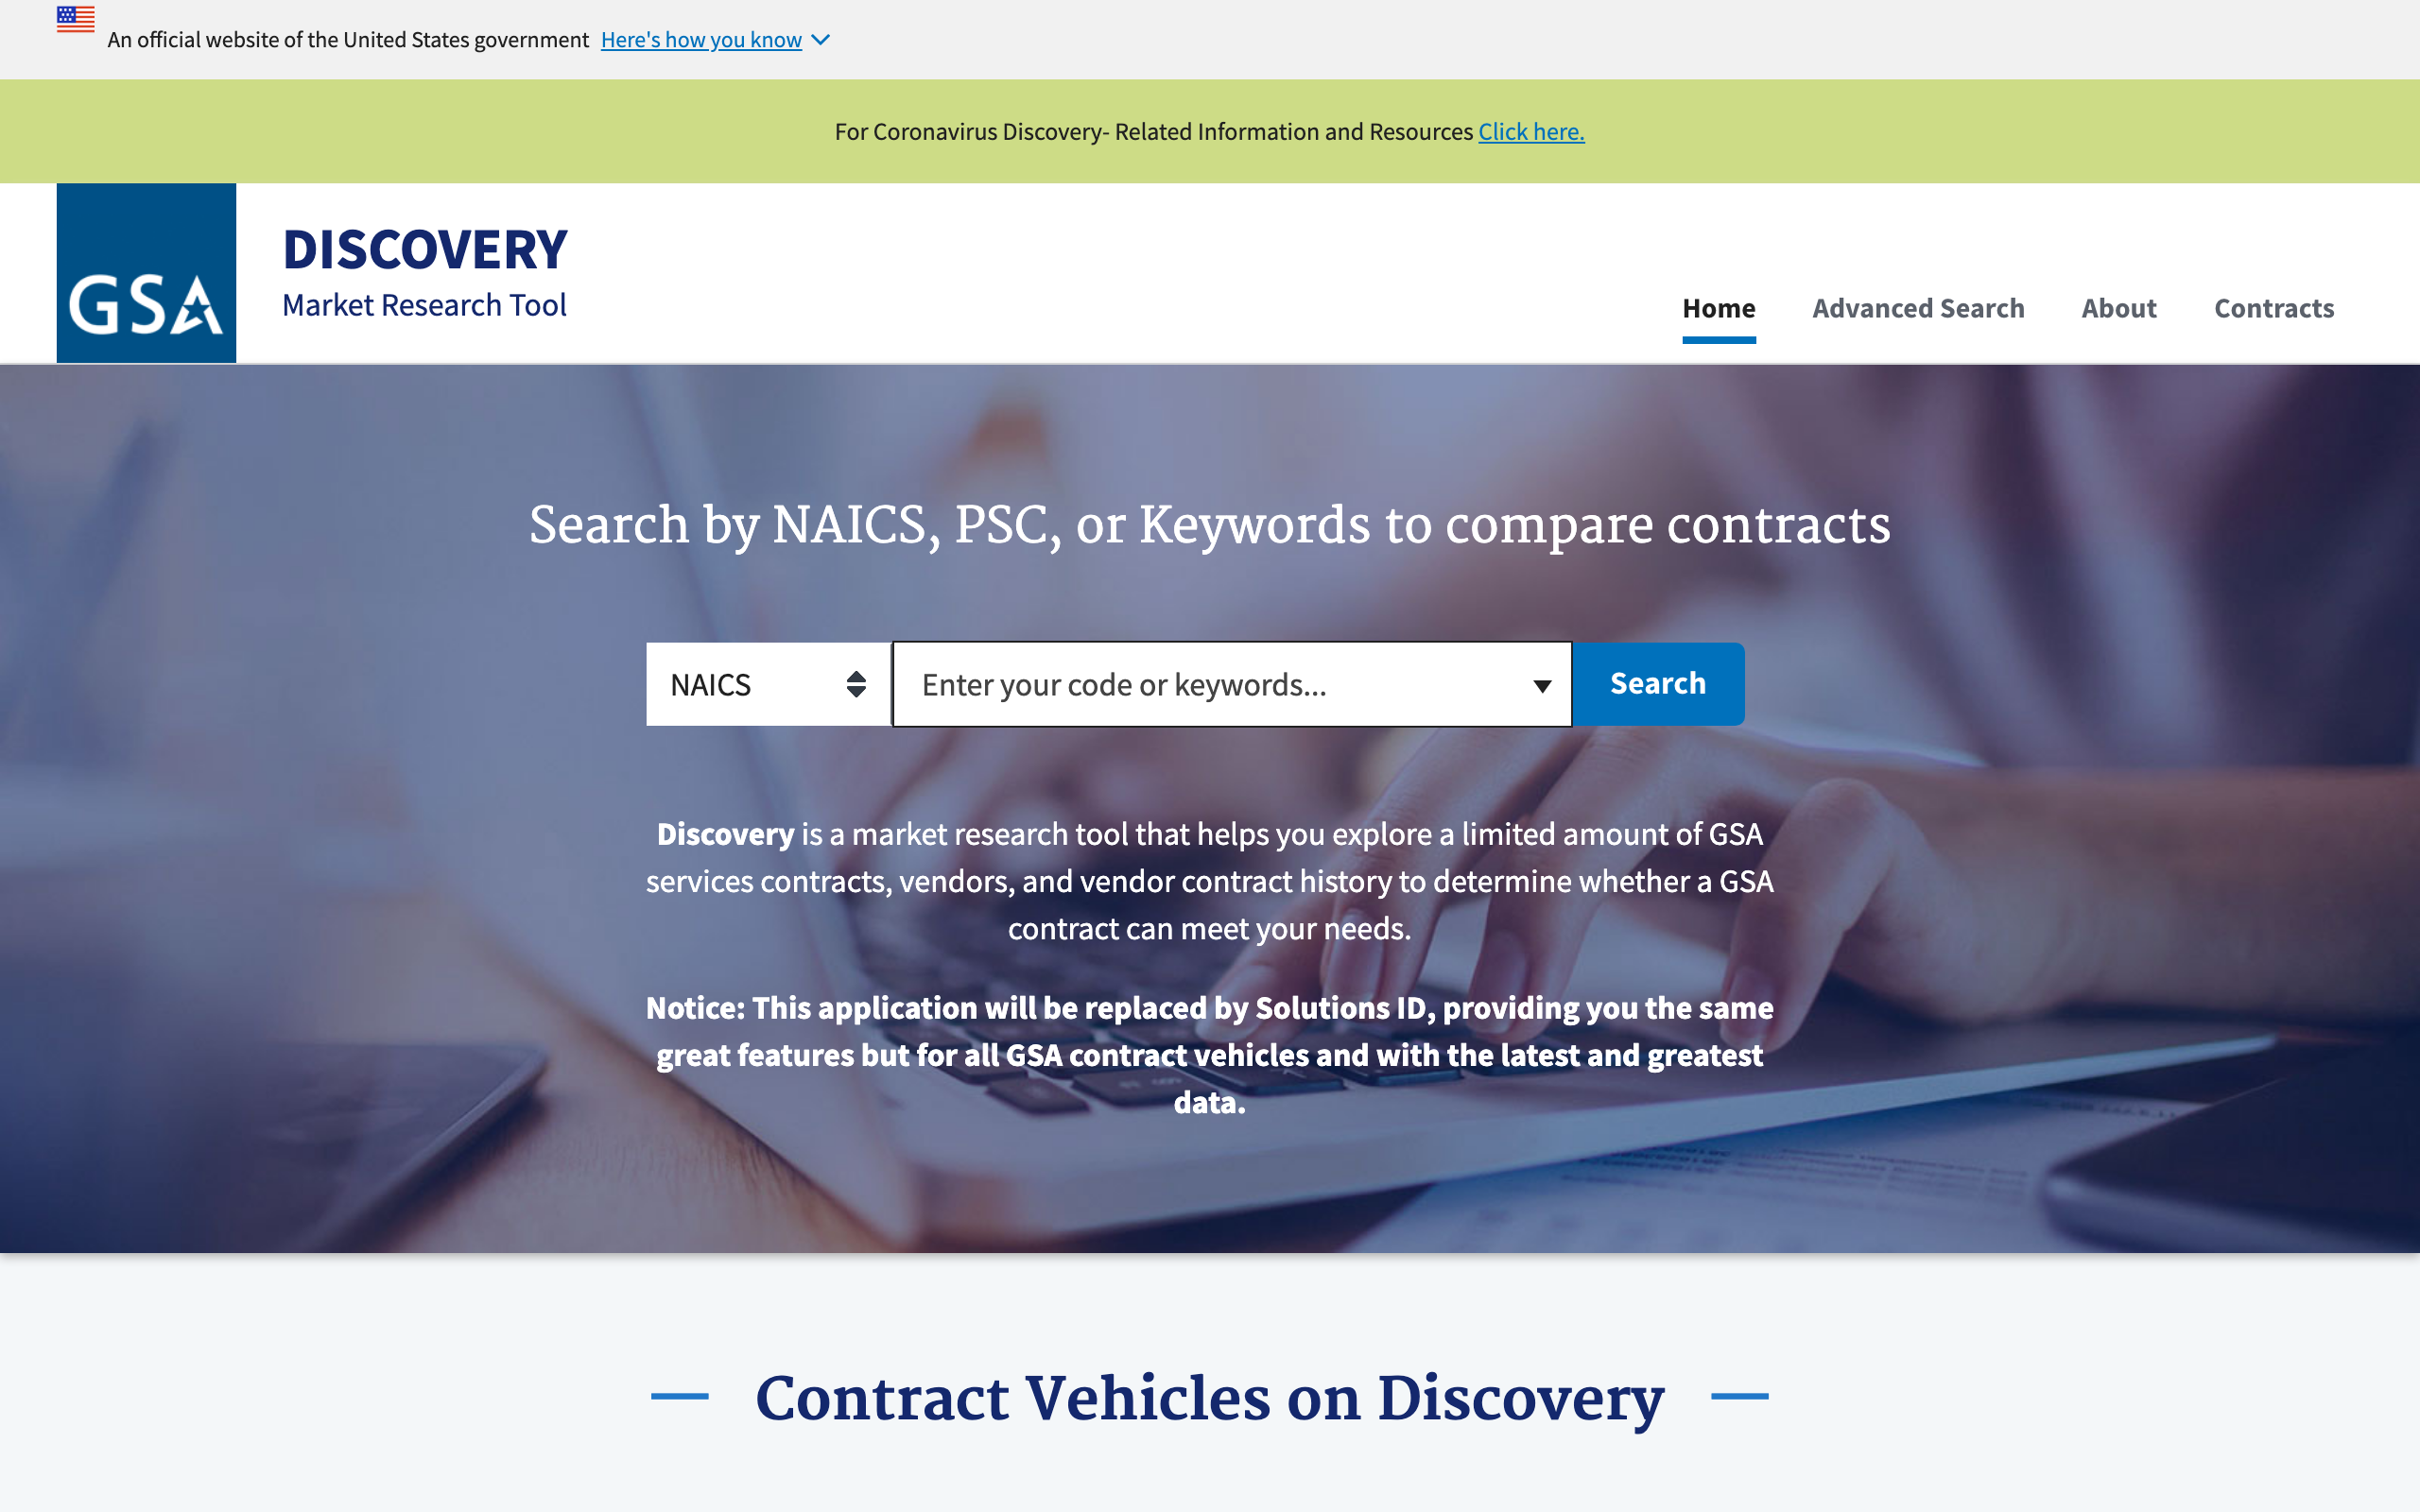 An official website of the United States government Here's how you know
For Coronavirus Discovery- Related Information and Resources Click here.
GSA
DISCOVERY
Market Research Tool
Home Advanced Search About Contracts
Search by NAICS, PSC, or Keywords to compare contracts
NAICS Enter your code or keywords... Search
Discovery is a market research tool that helps you explore a limited amount of GSA
services contracts, vendors, and vendor contract history to determine whether a GSA
contract can meet your needs.
Notice: This application will be replaced by Solutions ID, providing you the same
great features but for all GSA contract vehicles and with the latest and greatest
data.
Contract Vehicles on Discovery